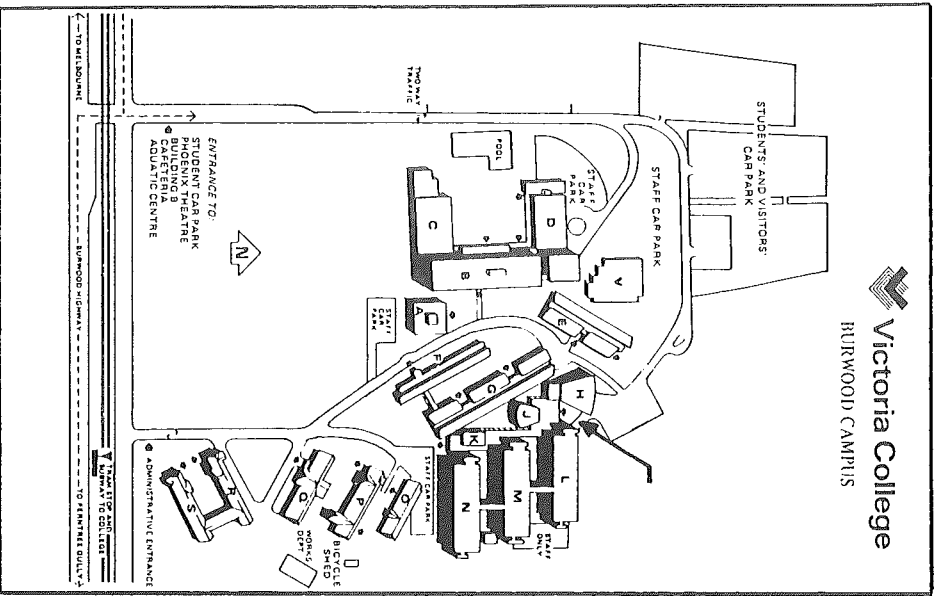 Victoria College
BURWOOD CAMPUS
STUDENTS' AND VISITORS'
CAR PARK
STAFF CAR PARK
STAFF
CAR
PARK
POOL
TWO WAY
TRAFFIC
D
C
B
V
A
E
F
G
H
J
K
L
M
N
O
P
Q
R
S
STAFF
CAR
PARK
STAFF CAR PARK
STAFF
ONLY
BICYCLE
SHED
WORKS
DEPT
N
ENTRANCE TO:
STUDENT CAR PARK
PHOENIX THEATRE
BUILDING B
CAFETERIA
AQUATIC CENTRE
ADMINISTRATIVE ENTRANCE
TRAM STOP AND
SUBWAY TO COLLEGE
TO MELBOURNE
BURWOOD HIGHWAY
TO FERNTREE GULLY